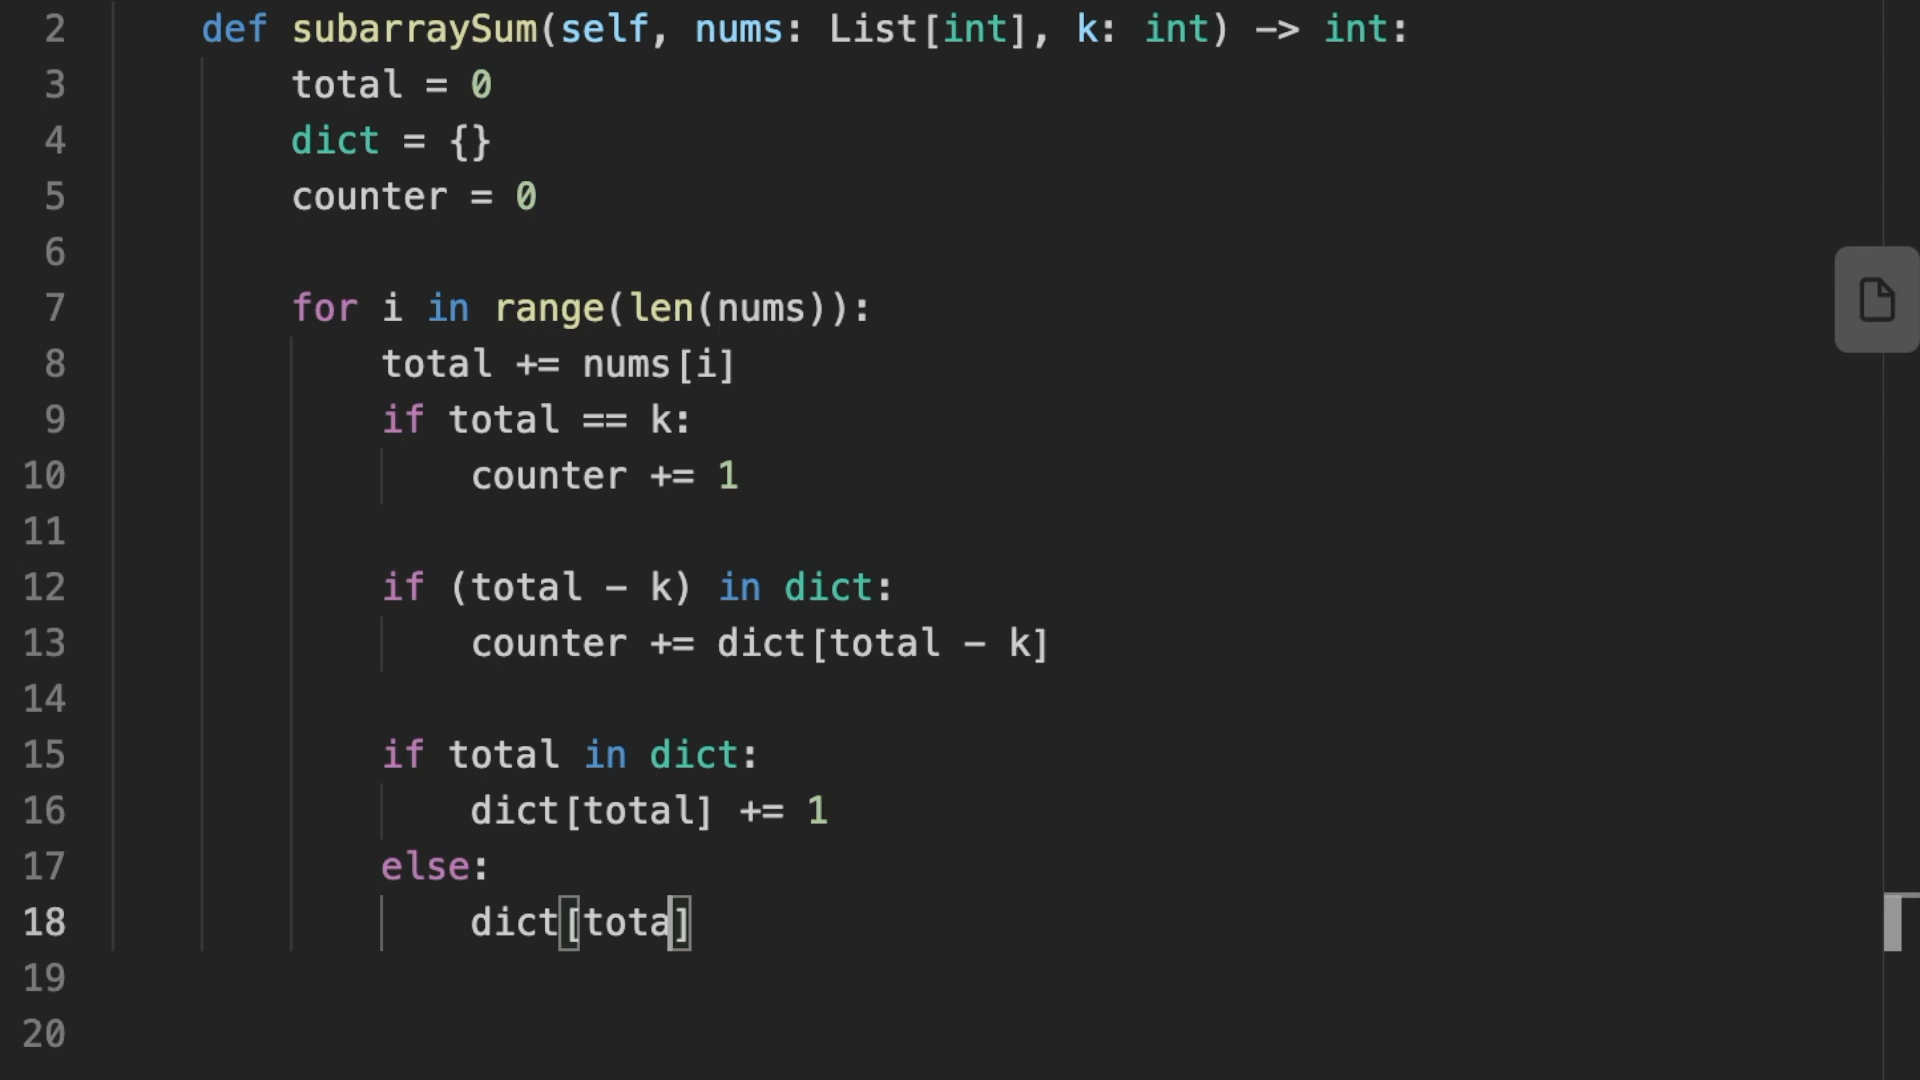 2 def subarraySum(self, nums: List[int], k: int) -> int:
3 total = 0
4 dict = {}
5 counter = 0
6
7 for i in range(len(nums)):
8 total += nums[i]
9 if total == k:
10 counter += 1
11
12 if (total - k) in dict:
13 counter += dict[total - k]
14
15 if total in dict:
16 dict[total] += 1
17 else:
18 dict[tota]
19
20